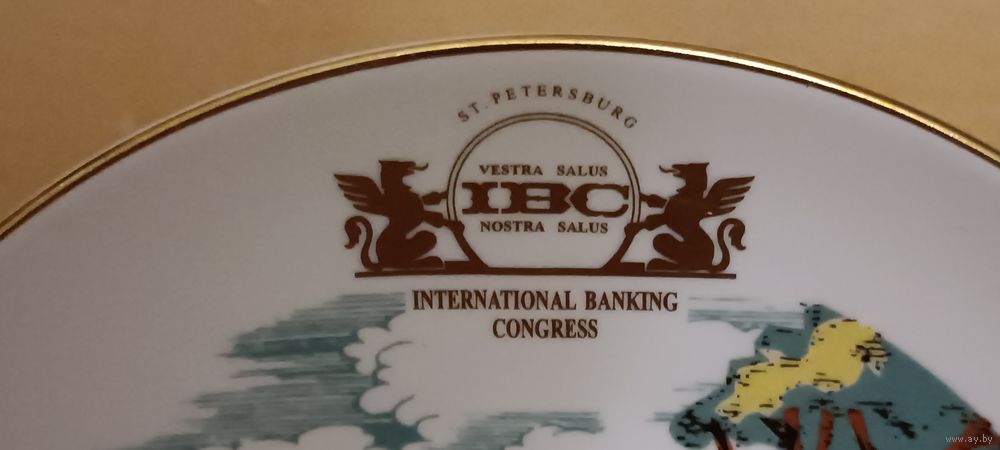 ST. PETERSBURG
VESTRA SALUS
IBC
NOSTRA SALUS
INTERNATIONAL BANKING
CONGRESS
www.ay.by